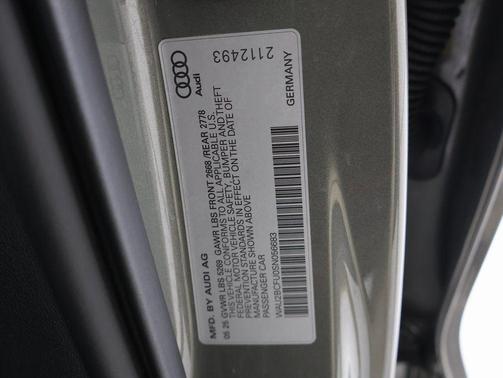 Audi
2112493
GERMANY
MFD. BY AUDI AG
05 25 GVWR LBS 5269 GAWR LBS FRONT 2668 /REAR 2778
THIS VEHICLE CONFORMS TO ALL APPLICABLE U.S.
FEDERAL MOTOR VEHICLE SAFETY, BUMPER AND THEFT
PREVENTION STANDARDS IN EFFECT ON THE DATE OF
MANUFACTURE SHOWN ABOVE
PASSENGER CAR
WAU2BCFU0SN056683